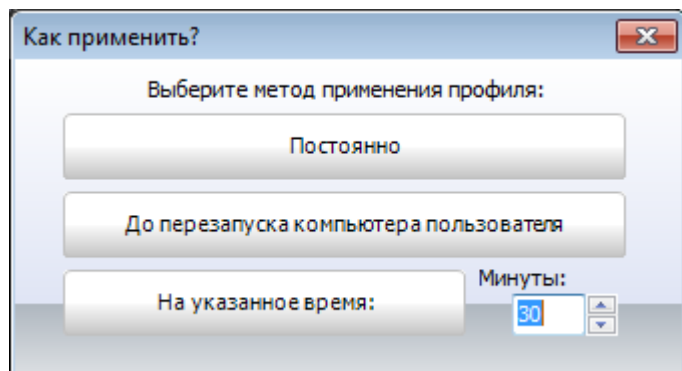 Как применить?
Выберите метод применения профиля:
Постоянно
До перезапуска компьютера пользователя
На указанное время:
Минуты:
30